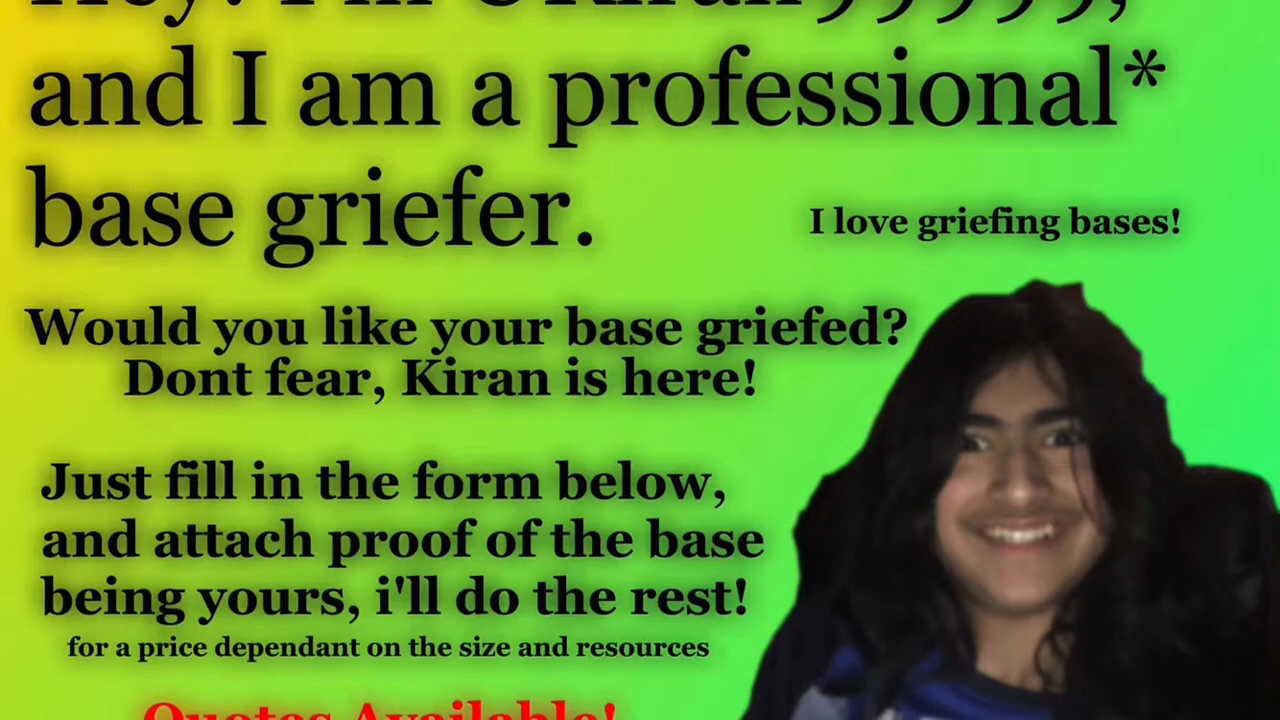 and I am a professional*
base griefer.
I love griefing bases!
Would you like your base griefed?
Dont fear, Kiran is here!
Just fill in the form below,
and attach proof of the base
being yours, i'll do the rest!
for a price dependant on the size and resources
Quotes Available!